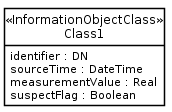 «InformationObjectClass»
Class1
identifier : DN
sourceTime : DateTime
measurementValue : Real
suspectFlag : Boolean